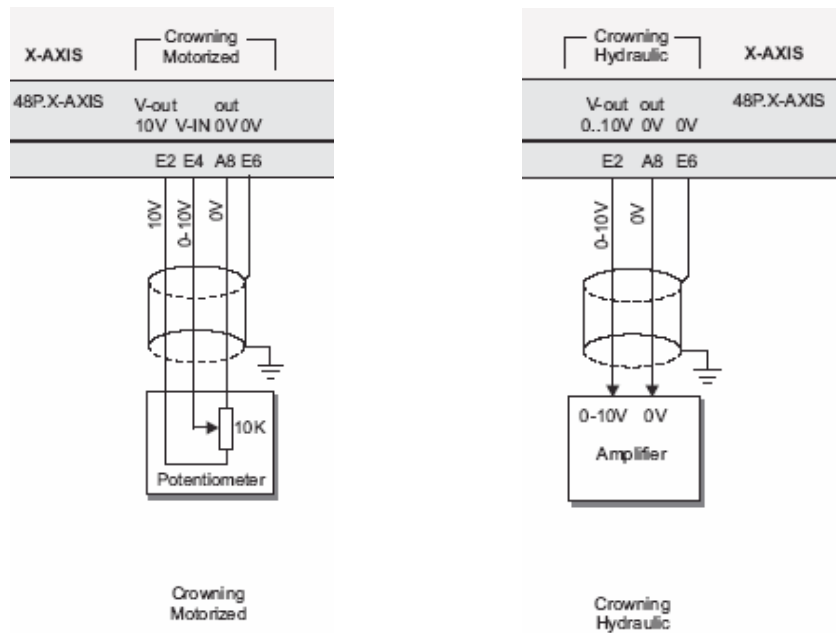 X-AXIS
Crowning
Motorized
48P.X-AXIS
V-out out
10V V-IN 0V 0V
E2 E4 A8 E6
10V
0-10V
0V
10K
Potentiometer
Crowning
Motorized
Crowning
Hydraulic
X-AXIS
V-out out
0..10V 0V 0V
48P.X-AXIS
E2 A8 E6
0-10V
0V
0-10V 0V
Amplifier
Crowning
Hydraulic